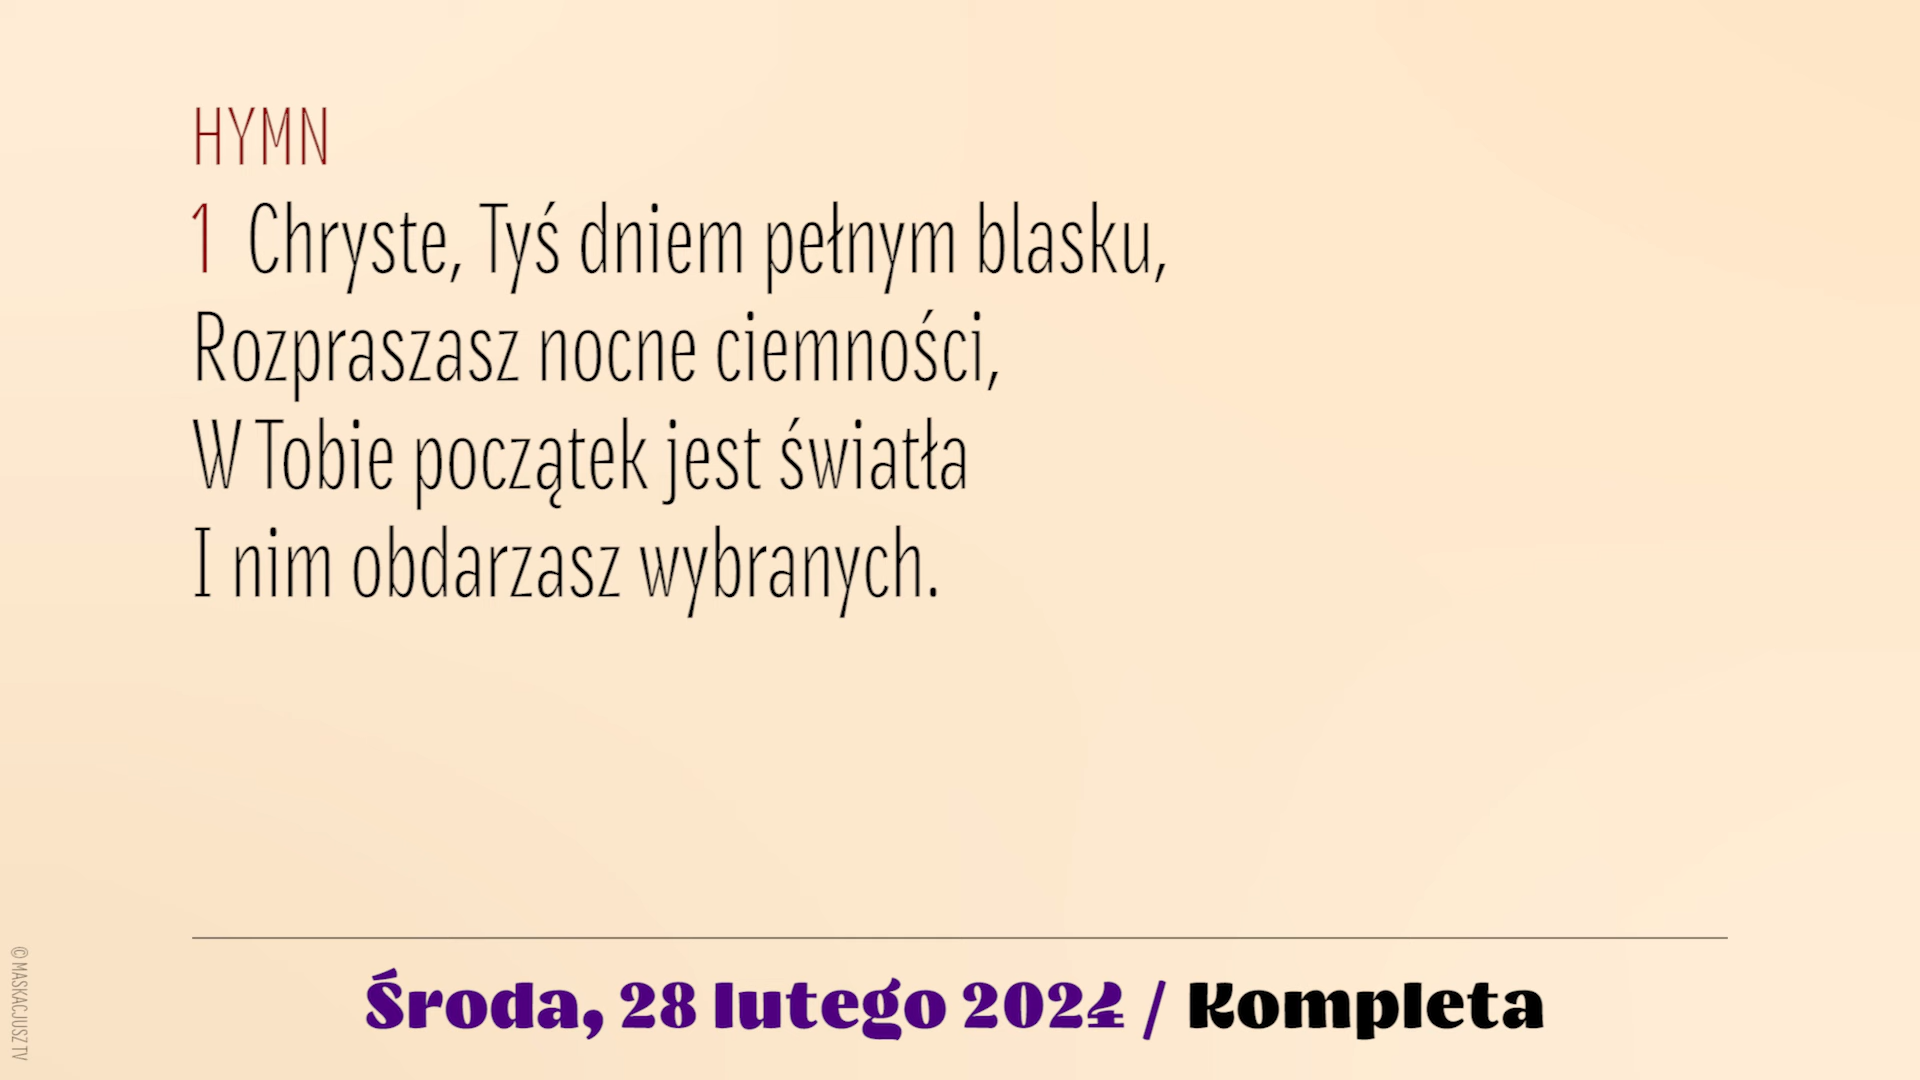 HYMN
1 Chryste, Tyś dniem pełnym blasku,
Rozpraszasz nocne ciemności,
W Tobie początek jest światła
I nim obdarzasz wybranych.
Środa, 28 lutego 2024 / Kompleta
© MASKACJUSZ TV